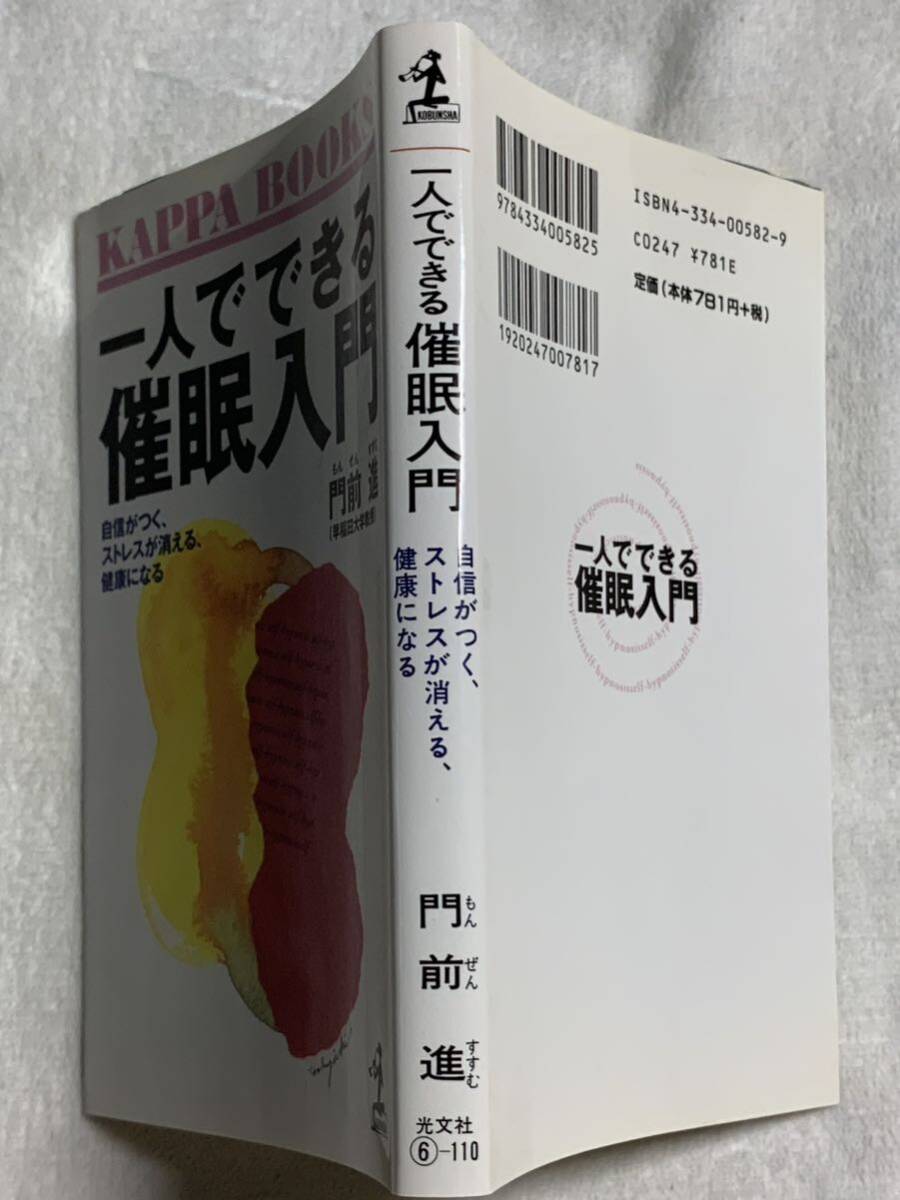 KAPPA BOOKS
一人でできる
催眠入門
もん ぜん すすむ
門前 進
(早稲田大学教授)
自信がつく、
ストレスが消える、
健康になる
KOBUNSHA
一人でできる催眠入門
自信がつく、
ストレスが消える、
健康になる
門前 進
もん ぜん すすむ
光文社
⑥-110
9784334005825
1920247007817
ISBN4-334-00582-9
C0247 ¥781E
定価(本体781円+税)
一人でできる
催眠入門
self-hypnosis